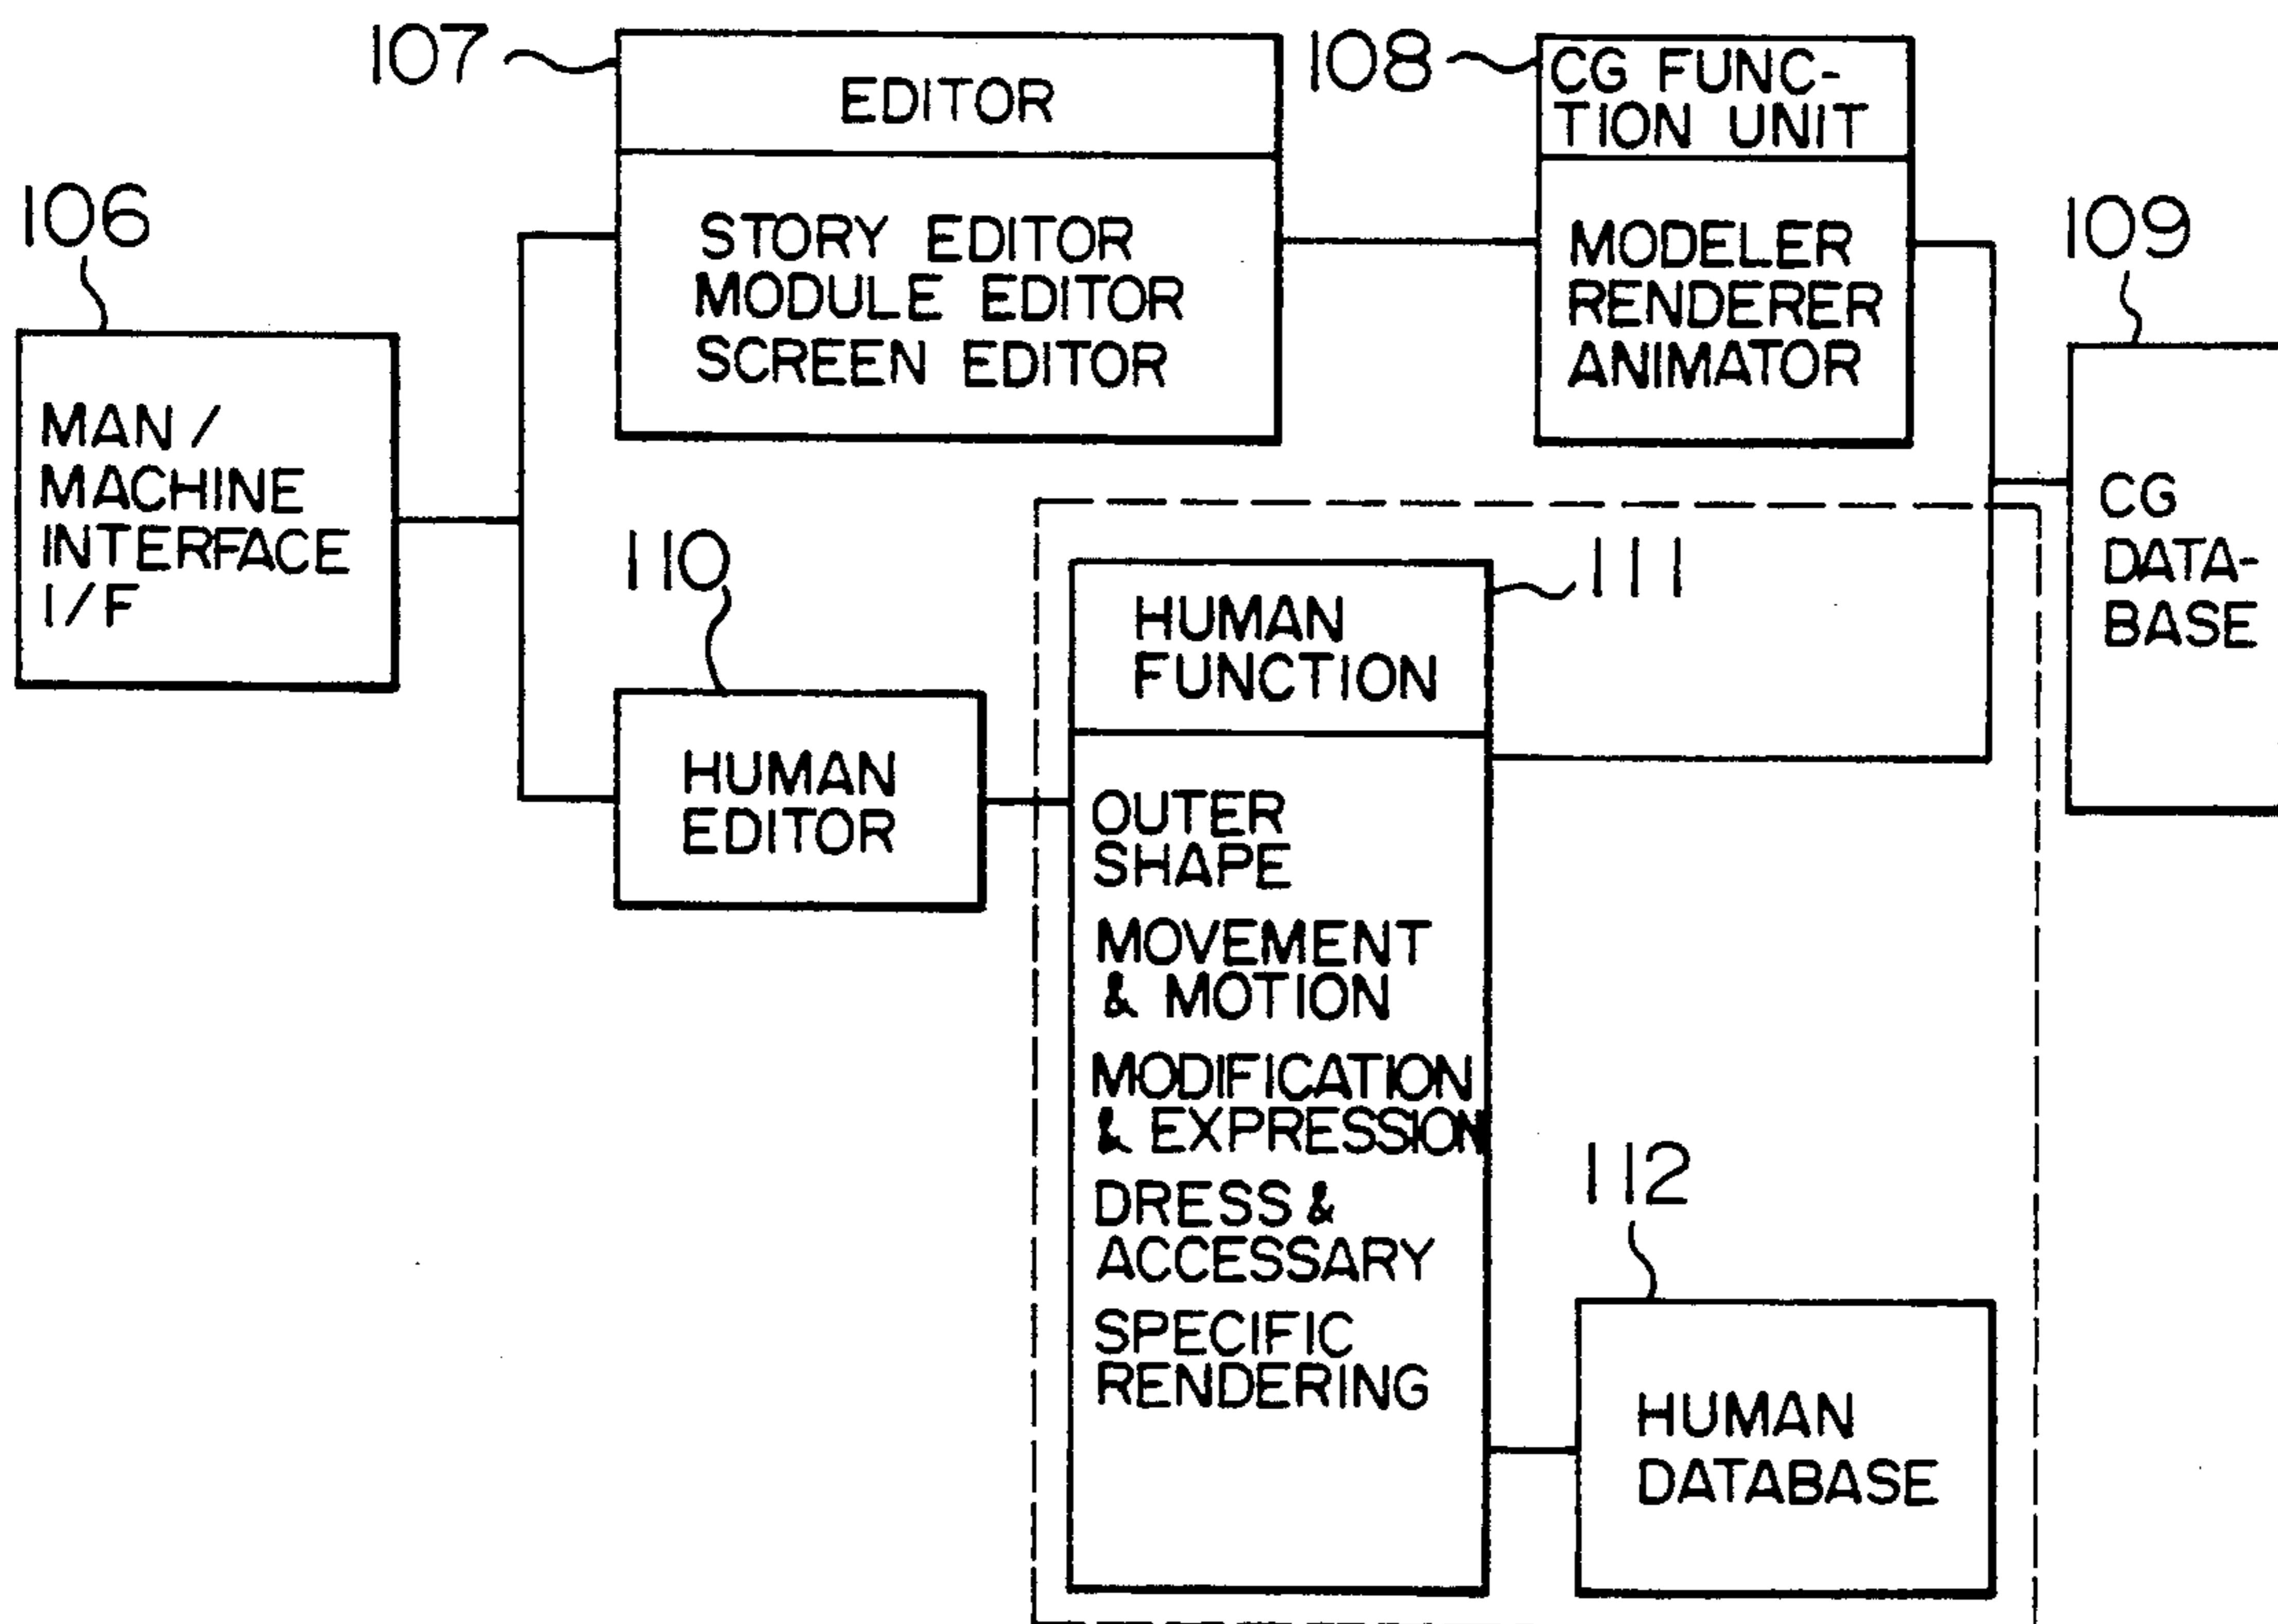 107
EDITOR
STORY EDITOR
MODULE EDITOR
SCREEN EDITOR
108
CG FUNC-
TION UNIT
MODELER
RENDERER
ANIMATOR
106
MAN /
MACHINE
INTERFACE
I/F
109
CG
DATA-
BASE
110
HUMAN
EDITOR
111
HUMAN
FUNCTION
OUTER
SHAPE
MOVEMENT
& MOTION
MODIFICATION
& EXPRESSION
DRESS &
ACCESSARY
SPECIFIC
RENDERING
112
HUMAN
DATABASE